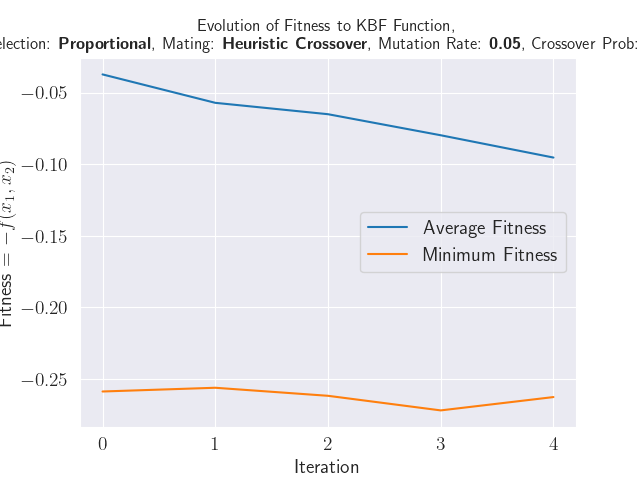 Evolution of Fitness to KBF Function,
election: Proportional, Mating: Heuristic Crossover, Mutation Rate: 0.05, Crossover Prob:
−0.05
−0.10
−0.15
−0.20
−0.25
Fitness = −f(x₁, x₂)
Average Fitness
Minimum Fitness
0 1 2 3 4
Iteration